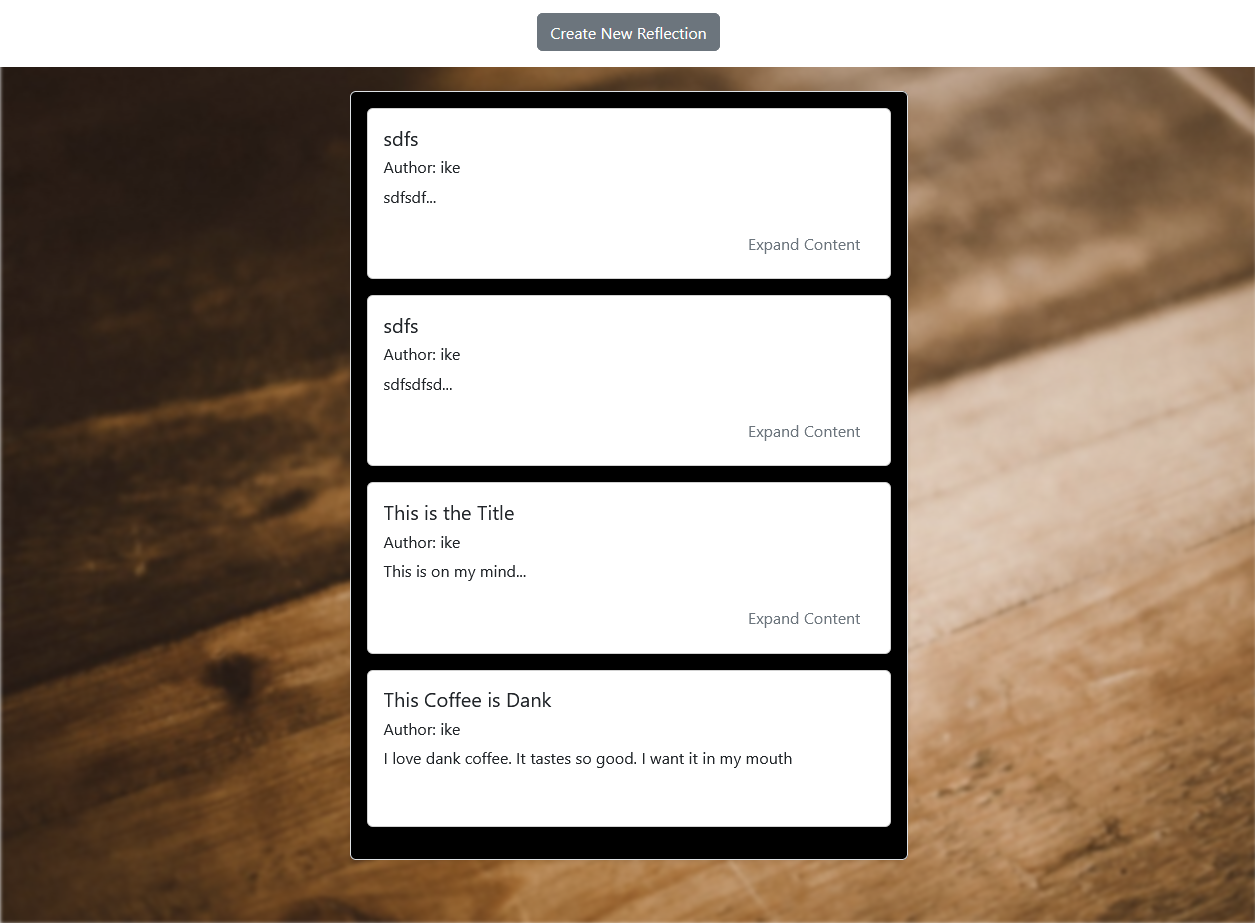 Create New Reflection
sdfs
Author: ike
sdfsdf...
Expand Content
sdfs
Author: ike
sdfsdfsd...
Expand Content
This is the Title
Author: ike
This is on my mind...
Expand Content
This Coffee is Dank
Author: ike
I love dank coffee. It tastes so good. I want it in my mouth